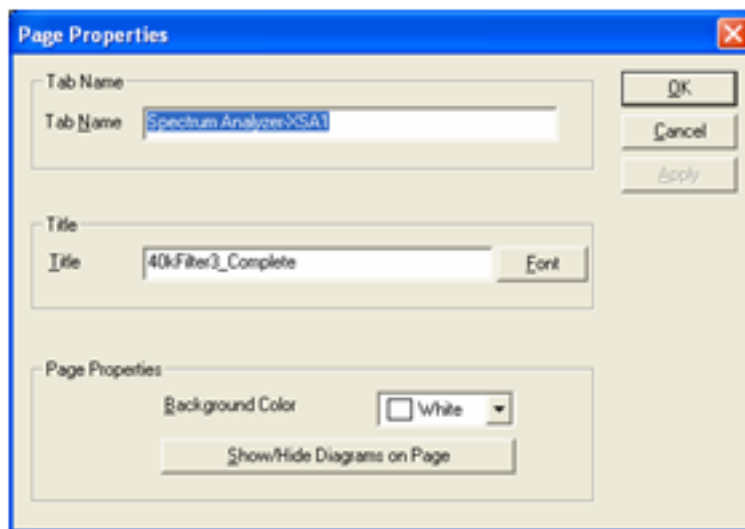 Page Properties
Tab Name
Tab Name
Spectrum Analyzer-XSA1
OK
Cancel
Apply
Title
Title
40kFilter3_Complete
Font
Page Properties
Background Color
White
Show/Hide Diagrams on Page